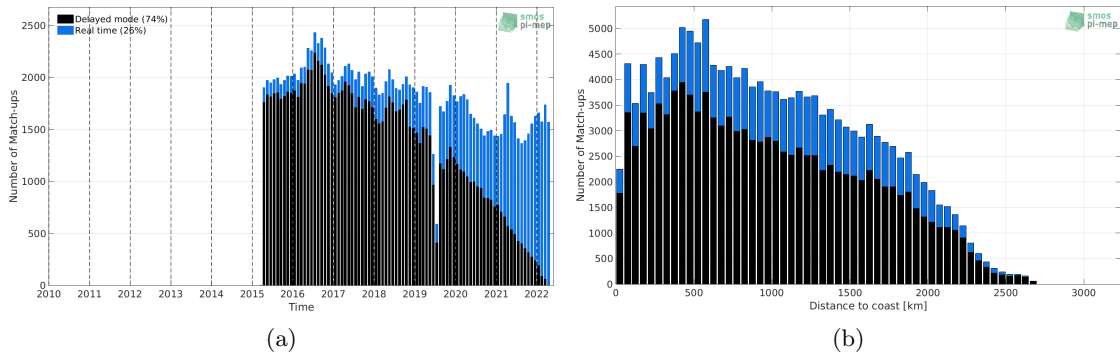 Delayed mode (74%)
Real time (26%)
smos
pi-mep
Number of Match-ups
2500
2000
1500
1000
500
0
2010 2011 2012 2013 2014 2015 2016 2017 2018 2019 2020 2021 2022
Time
(a)
smos
pi-mep
Number of Match-ups
5000
4500
4000
3500
3000
2500
2000
1500
1000
500
0
0 500 1000 1500 2000 2500 3000
Distance to coast [km]
(b)